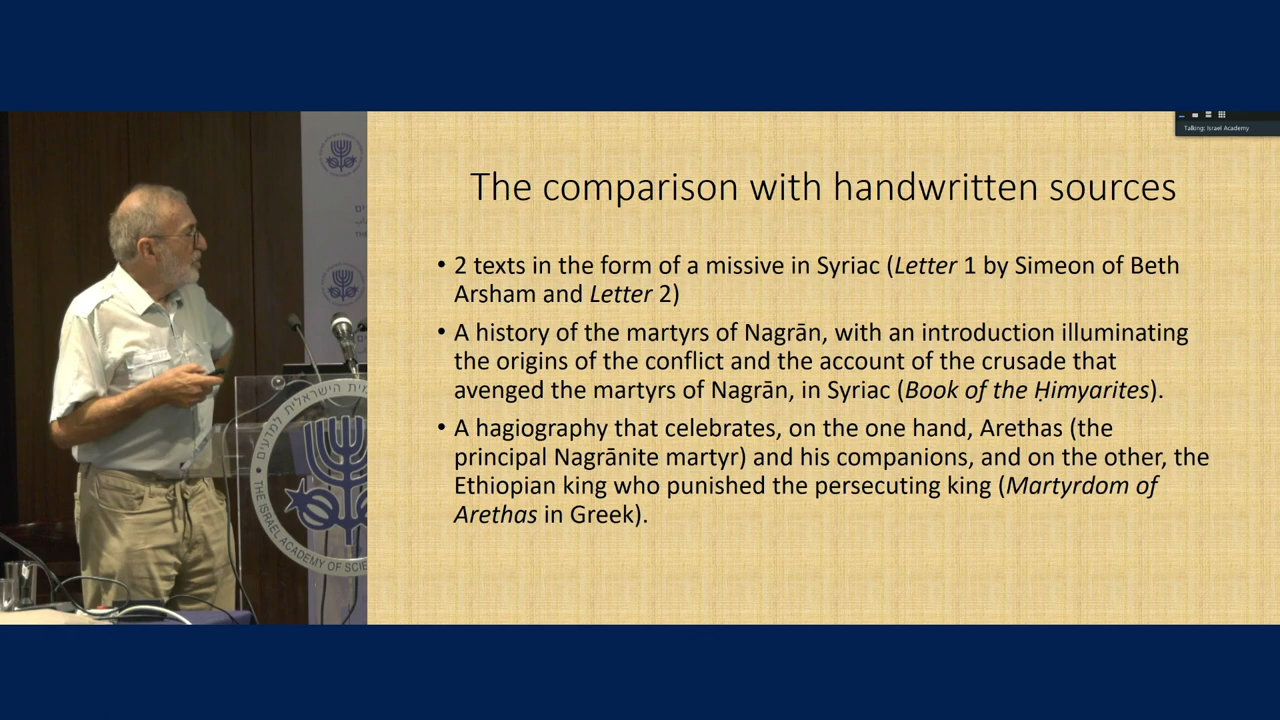 Talking: Israel Academy
The comparison with handwritten sources
• 2 texts in the form of a missive in Syriac (Letter 1 by Simeon of Beth
Arsham and Letter 2)
• A history of the martyrs of Nagrān, with an introduction illuminating
the origins of the conflict and the account of the crusade that
avenged the martyrs of Nagrān, in Syriac (Book of the Ḥimyarites).
• A hagiography that celebrates, on the one hand, Arethas (the
principal Nagrānite martyr) and his companions, and on the other, the
Ethiopian king who punished the persecuting king (Martyrdom of
Arethas in Greek).
מית הישראלית למדעים
THE ISRAEL ACADEMY OF SCIE